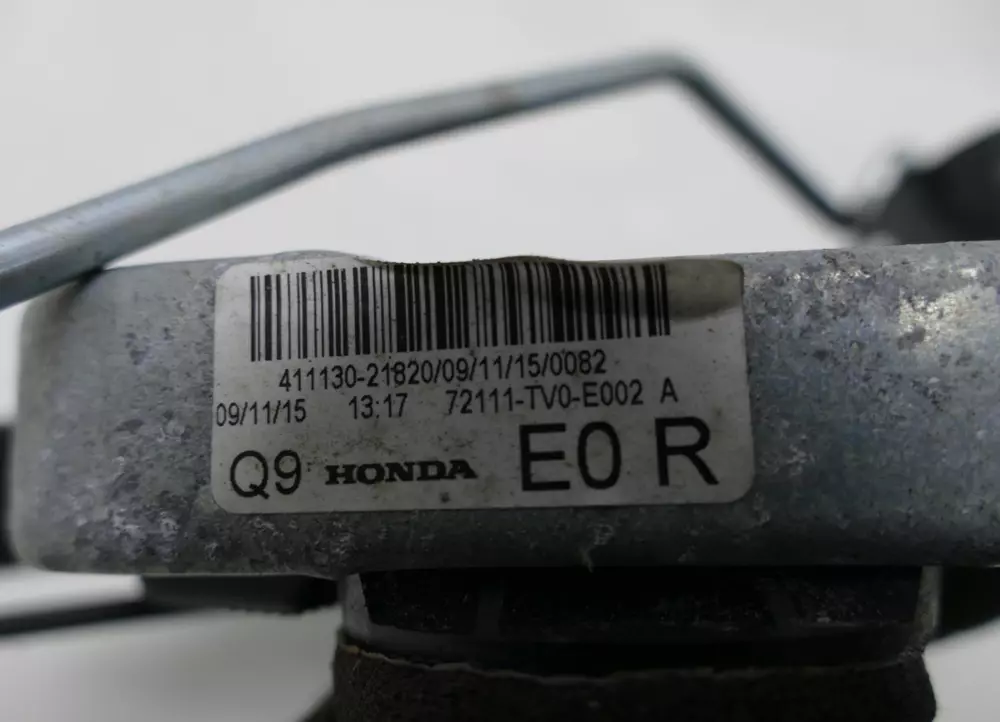 411130-21820/09/11/15/0082
09/11/15 13:17 72111-TV0-E002 A
Q9 HONDA E0 R